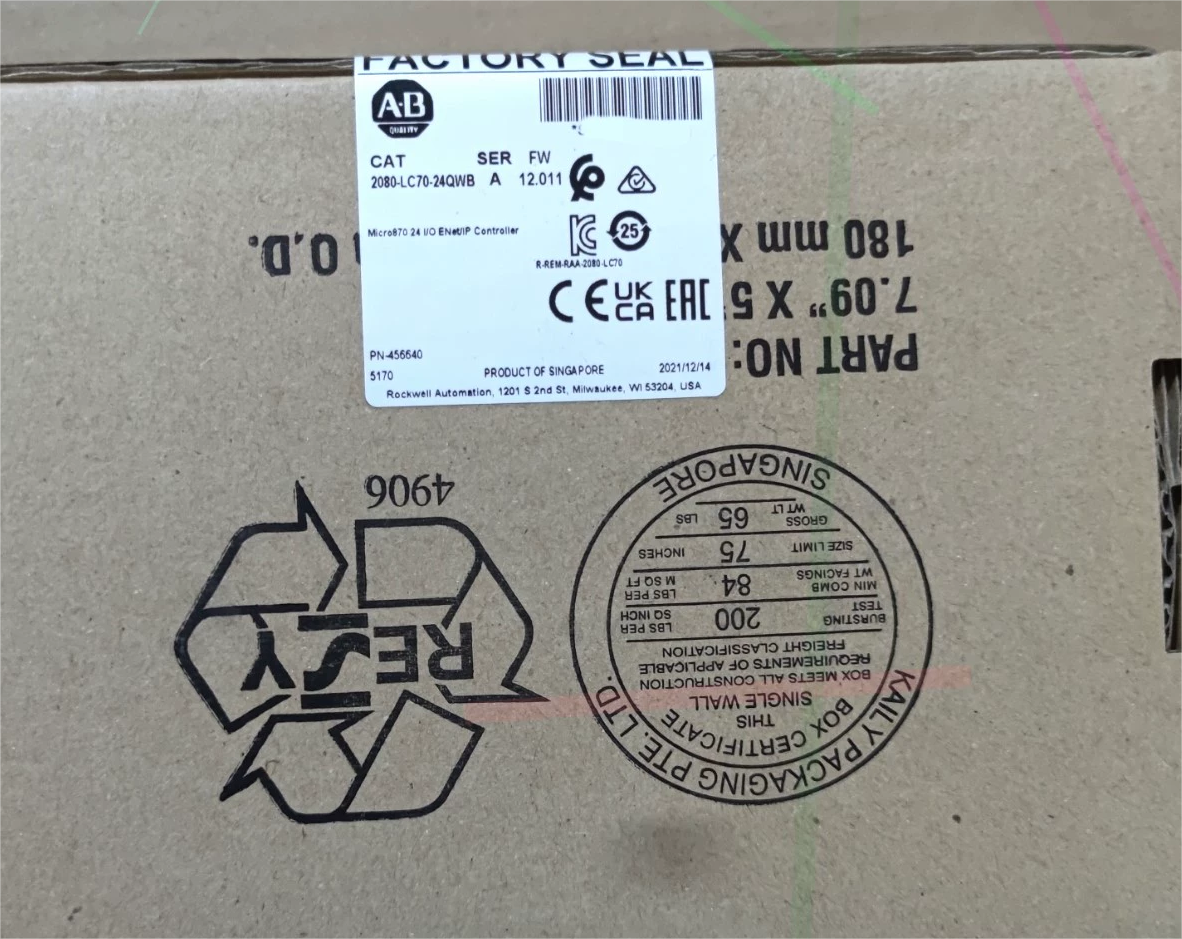 FACTORY SEAL
A·B
QUALITY
CAT SER FW
2080-LC70-24QWB A 12.011
Micro870 24 I/O ENet/IP Controller
25
R-REM-RAA-2080-LC70
CE UK CA EAC
PN-456640
5170 PRODUCT OF SINGAPORE 2021/12/14
Rockwell Automation, 1201 S 2nd St, Milwaukee, WI 53204, USA
PART NO:
7.09" X 5
180 mm X
O.D.
4906
RESY
KAILY PACKAGING PTE. LTD.
BOX CERTIFICATE
THIS
SINGLE WALL
BOX MEETS ALL CONSTRUCTION
REQUIREMENTS OF APPLICABLE
FREIGHT CLASSIFICATION
BURSTING TEST 200 LBS PER SQ INCH
MIN COMB WT FACINGS 84 LBS PER M SQ FT
SIZE LIMIT 75 INCHES
GROSS WT LT 65 LBS
SINGAPORE